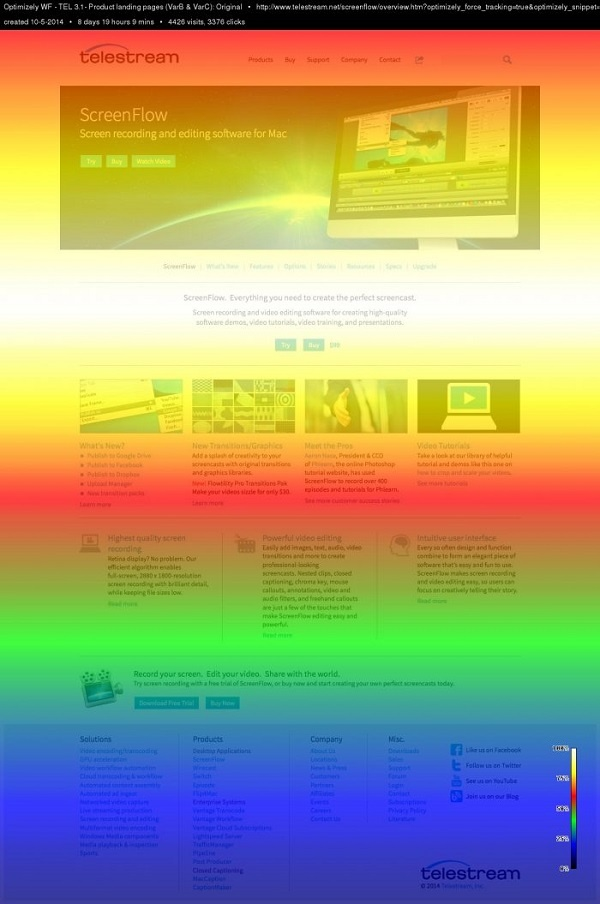 Optimizely WF - TEL 3.1- Product landing pages (VarB & VarC): Original • http://www.telestream.net/screenflow/overview.htm?optimizely_force_tracking=true&optimizely_snippet=
created 10-5-2014 • 8 days 19 hours 9 mins • 4426 visits, 3376 clicks
telestream
Products Buy Support Company Contact
ScreenFlow
Screen recording and editing software for Mac
Try Buy Watch Video
ScreenFlow | What's New | Features | Options | Stories | Resources | Specs | Upgrade
ScreenFlow. Everything you need to create the perfect screencast.
Screen recording and video editing software for creating high-quality
software demos, video tutorials, video training, and presentations.
Try Buy $99
What's New?
Publish to Google Drive
Publish to Facebook
Publish to Dropbox
Upload Manager
New transition packs
Learn more
New Transitions/Graphics
Add a splash of creativity to your
screencasts with original transitions
and graphics libraries.
New: Flowtility Pro Transitions Pak
Make your videos sizzle for only $30.
Learn more
Meet the Pros
Aaron Nace, President & CCO
of Phlearn, the online Photoshop
tutorial website, has used
ScreenFlow to record over 400
episodes and tutorials for Phlearn.
See more customer success stories
Video Tutorials
Take a look at our library of helpful
tutorial and demos like this one on
how to crop and scale your videos.
See more tutorials
Highest quality screen
recording
Retina display? No problem. Our
efficient algorithm enables
full-screen, 2880 x 1800-resolution
screen recording with brilliant detail,
while keeping file sizes low.
Read more
Powerful video editing
Easily add images, text, audio, video
transitions and more to create
professional-looking
screencasts. Nested clips, closed
captioning, chroma key, mouse
callouts, annotations, video and
audio filters, and freehand callouts
are just a few of the touches that
make ScreenFlow editing easy and
powerful.
Read more
Intuitive user interface
Every so often design and function
combine to form an elegant piece of
software that's easy and fun to use.
ScreenFlow makes screen recording
and video editing easy, so users can
focus on creatively telling their story.
Read more
Record your screen. Edit your video. Share with the world.
Try screen recording with a free trial of ScreenFlow, or buy now and start creating your own perfect screencasts today.
Download Free Trial Buy Now
Solutions
Video encoding/transcoding
GPU acceleration
Video workflow automation
Cloud transcoding & workflow
Automated content assembly
Automated ad ingest
Networked video capture
Live streaming production
Screen recording and editing
Multiformat video encoding
Windows Media components
Media playback & inspection
Demos
Products
Desktop Applications
ScreenFlow
Wirecast
Switch
Episode
Flip4Mac
Enterprise Systems
Vantage Transcode
Vantage Workflow
Vantage Cloud Subscriptions
Lightspeed Server
TrafficManager
Pipeline
Post Producer
Closed Captioning
MacCaption
CaptionMaker
Company
About Us
Locations
News & Press
Customers
Partners
Affiliates
Events
Careers
Contact Us
Misc.
Downloads
Sales
Support
Forum
Login
Contact
Subscriptions
Privacy Policy
Literature
Like us on Facebook
Follow us on Twitter
See us on YouTube
Join us on our Blog
100%
75%
50%
25%
0%
telestream
© 2014 Telestream, Inc.